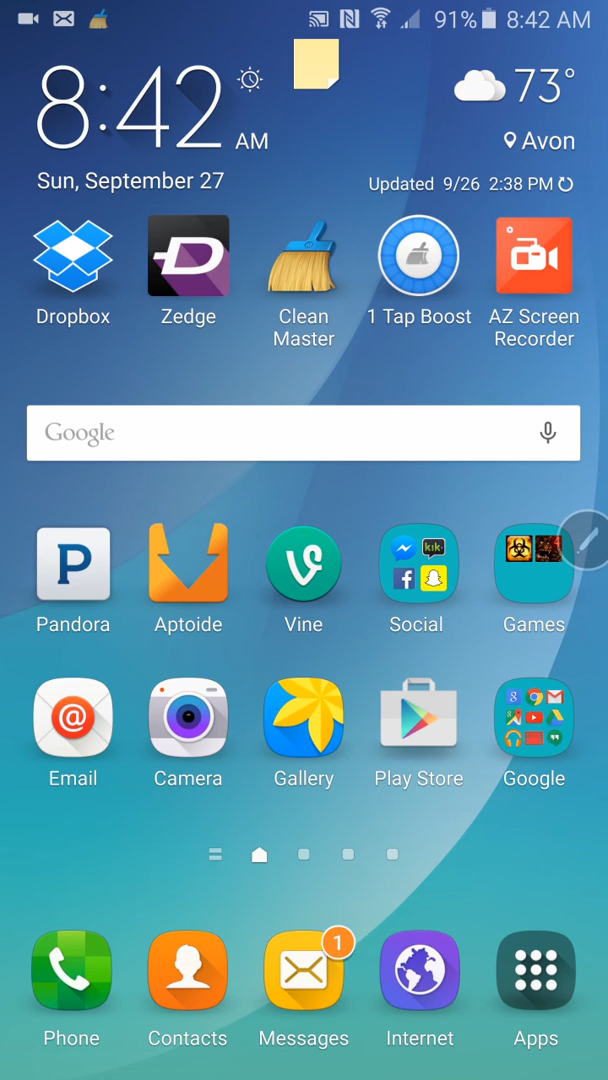 91% 8:42 AM
8:42 AM
73°
Avon
Sun, September 27
Updated 9/26 2:38 PM
Dropbox
Zedge
Clean
Master
1 Tap Boost
AZ Screen
Recorder
Google
Pandora
Aptoide
Vine
kik
Social
Games
Email
Camera
Gallery
Play Store
Google
1
Phone
Contacts
Messages
Internet
Apps